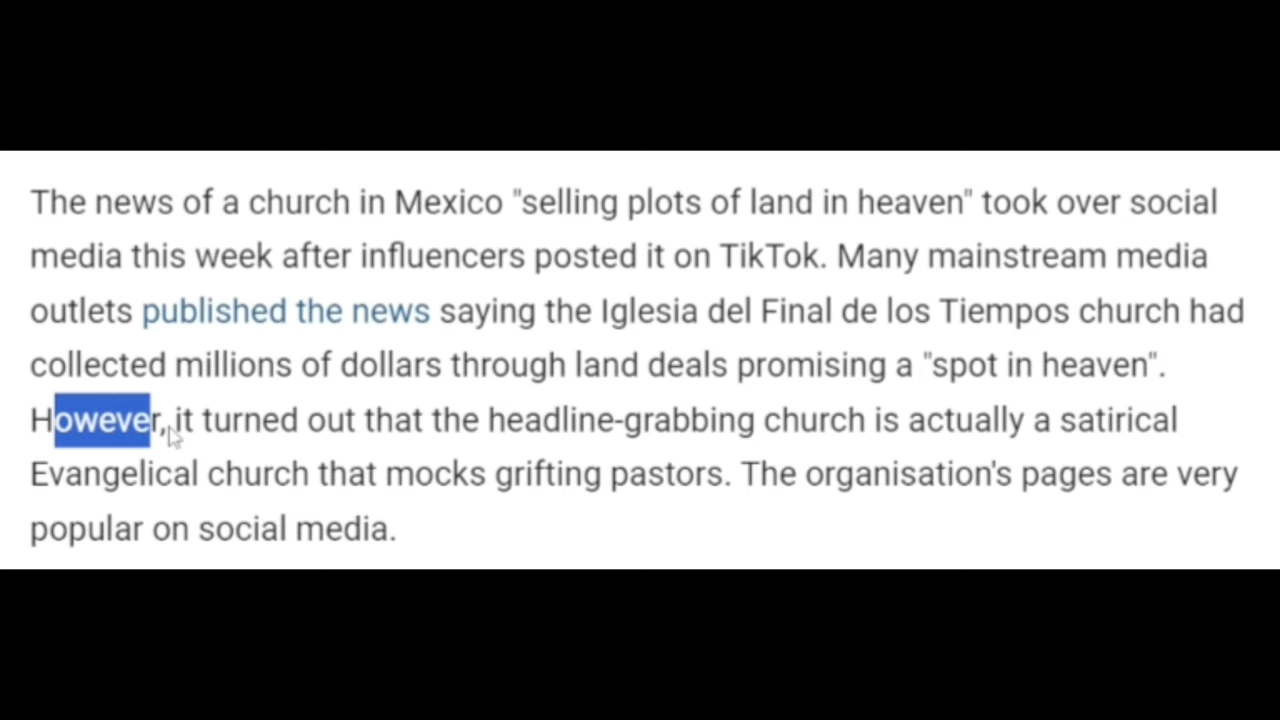 The news of a church in Mexico "selling plots of land in heaven" took over social
media this week after influencers posted it on TikTok. Many mainstream media
outlets published the news saying the Iglesia del Final de los Tiempos church had
collected millions of dollars through land deals promising a "spot in heaven".
However, it turned out that the headline-grabbing church is actually a satirical
Evangelical church that mocks grifting pastors. The organisation's pages are very
popular on social media.